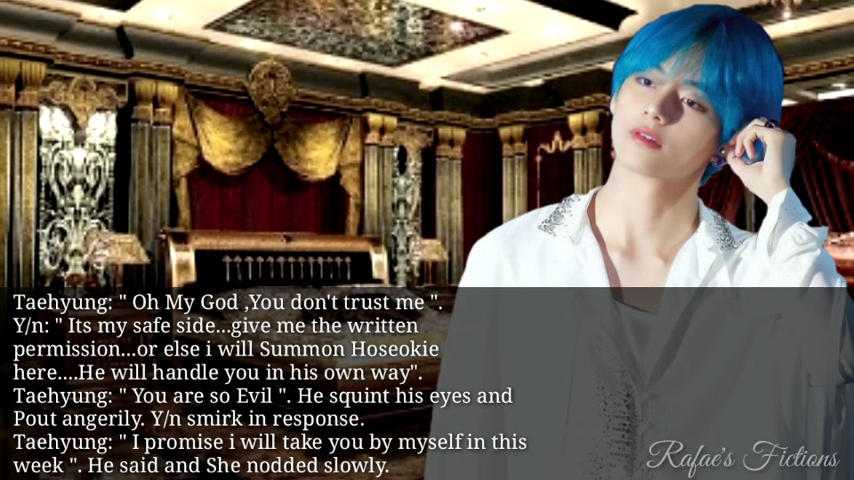 Taehyung: " Oh My God ,You don't trust me ".
Y/n: " Its my safe side...give me the written
permission...or else i will Summon Hoseokie
here....He will handle you in his own way".
Taehyung: " You are so Evil ". He squint his eyes and
Pout angerily. Y/n smirk in response.
Taehyung: " I promise i will take you by myself in this
week ". He said and She nodded slowly.
Rafae's Fictions